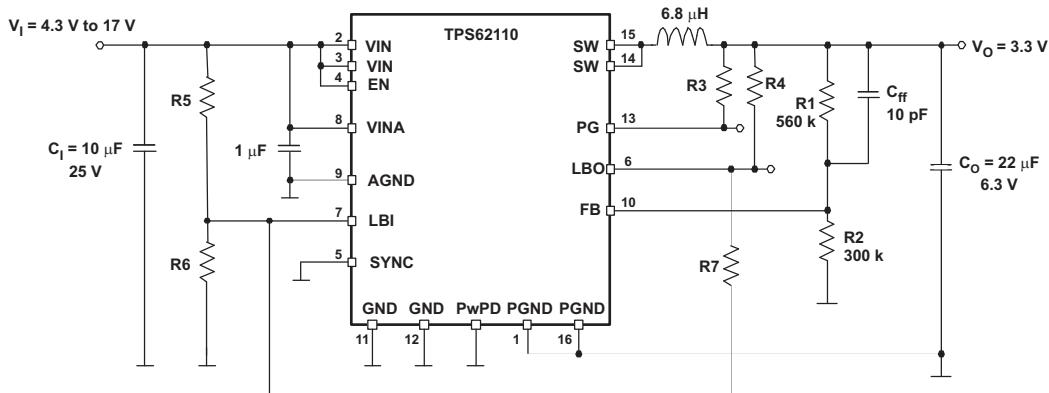 V_I = 4.3 V to 17 V
TPS62110
6.8 μH
V_O = 3.3 V
2
VIN
3
VIN
4
EN
8
VINA
9
AGND
7
LBI
5
SYNC
R5
R6
C_I = 10 μF
25 V
1 μF
GND
GND
PwPD
PGND
PGND
11
12
1
16
SW
15
SW
14
PG
13
LBO
6
FB
10
R3
R4
R7
R1
560 k
C_ff
10 pF
R2
300 k
C_O = 22 μF
6.3 V